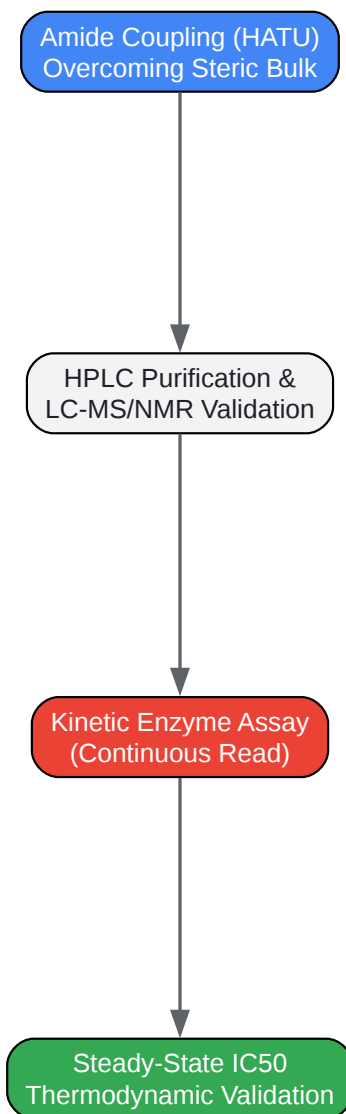 Amide Coupling (HATU)
Overcoming Steric Bulk
HPLC Purification &
LC-MS/NMR Validation
Kinetic Enzyme Assay
(Continuous Read)
Steady-State IC50
Thermodynamic Validation